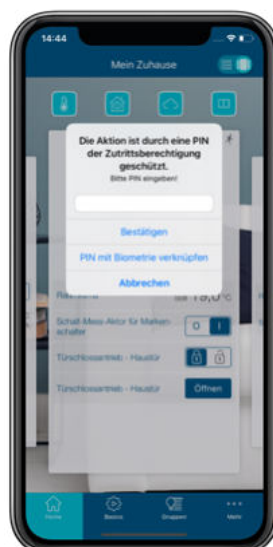 14:44
Mein Zuhause
Die Aktion ist durch eine PIN
der Zutrittsberechtigung
geschützt.
Bitte PIN eingeben!
Bestätigen
PIN mit Biometrie verknüpfen
Abbrechen
19,0 °C
Schalt-Mess-Aktor für Marken-
schalter
O I
Türschlossantrieb - Haustür
Türschlossantrieb - Haustür
Öffnen
Home
Basics
Gruppen
Mehr